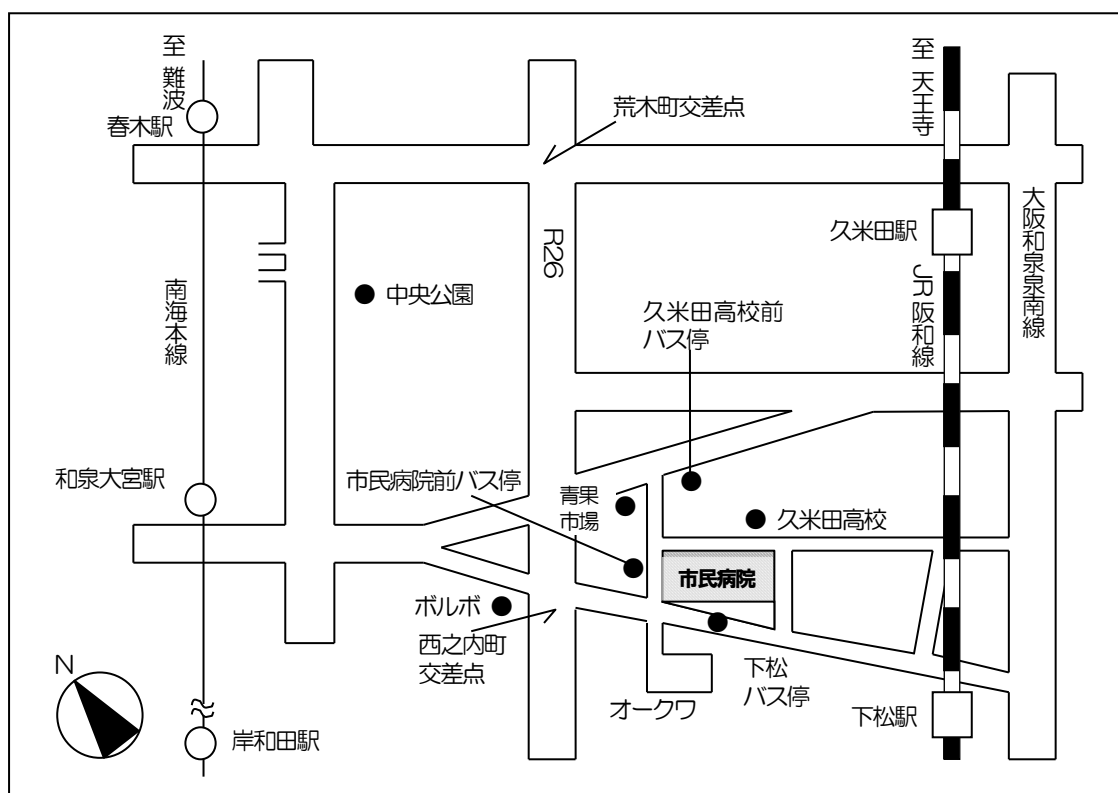 至 難波
春木駅
荒木町交差点
至 天王寺
久米田駅
大阪和泉泉南線
R26
中央公園
南海本線
久米田高校前
バス停
JR阪和線
和泉大宮駅
市民病院前バス停
青果
市場
久米田高校
市民病院
ボルボ
西之内町
交差点
下松
バス停
オークワ
N
下松駅
岸和田駅